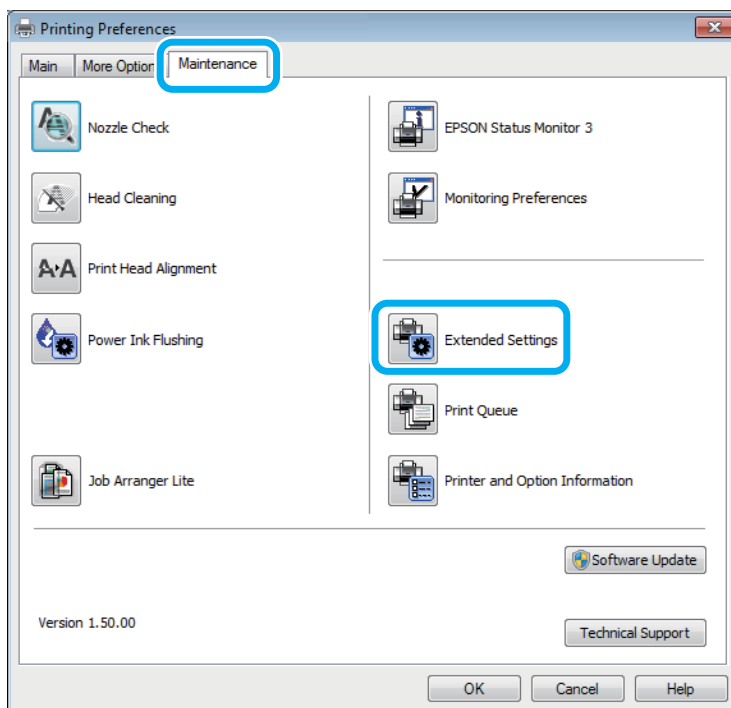 Printing Preferences
Main More Option Maintenance
Nozzle Check
EPSON Status Monitor 3
Head Cleaning
Monitoring Preferences
A A Print Head Alignment
Power Ink Flushing
Extended Settings
Print Queue
Job Arranger Lite
Printer and Option Information
Software Update
Version 1.50.00
Technical Support
OK Cancel Help